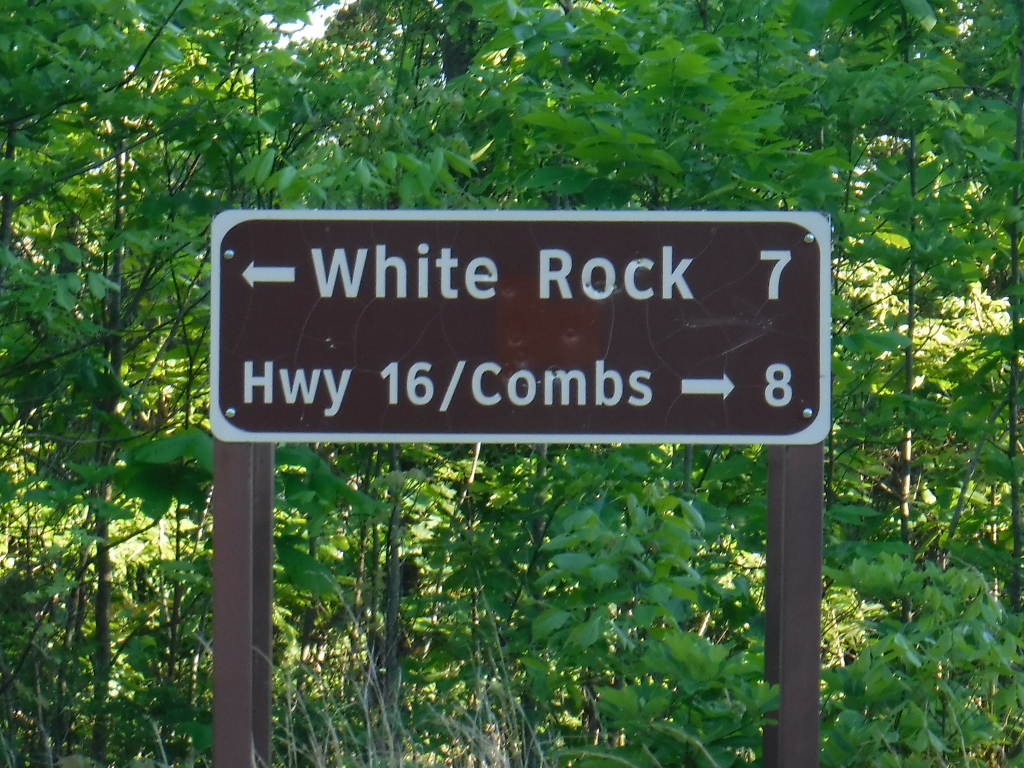 ← White Rock 7
Hwy 16/Combs → 8